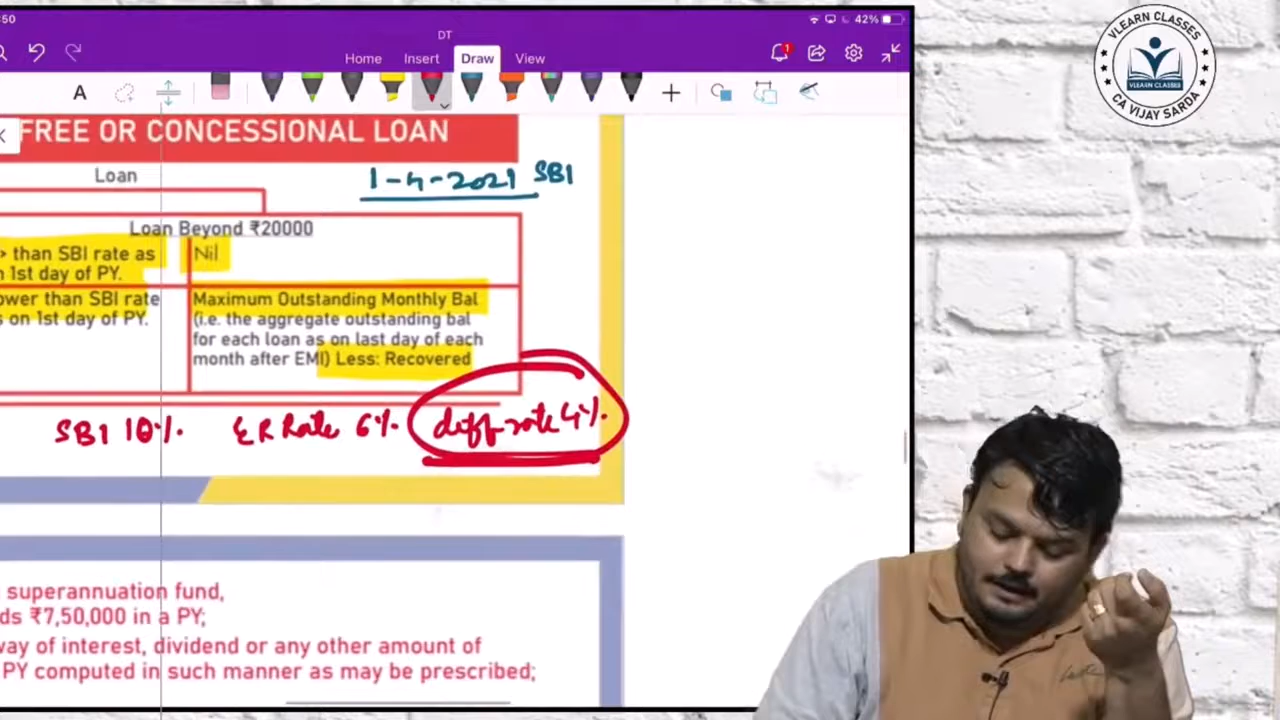 :50
42%
DT
Home Insert Draw View
1
A
FREE OR CONCESSIONAL LOAN
Loan
1-4-2021 SBI
Loan Beyond ₹20000
> than SBI rate as
n 1st day of PY.
Nil
ower than SBI rate
s on 1st day of PY.
Maximum Outstanding Monthly Bal
(i.e. the aggregate outstanding bal
for each loan as on last day of each
month after EMI) Less: Recovered
SBI 10%. ER Rate 6%. diff rate 4%.
superannuation fund,
ds ₹7,50,000 in a PY;
way of interest, dividend or any other amount of
PY computed in such manner as may be prescribed;
VLEARN CLASSES
VLEARN CLASSES
CA VIJAY SARDA